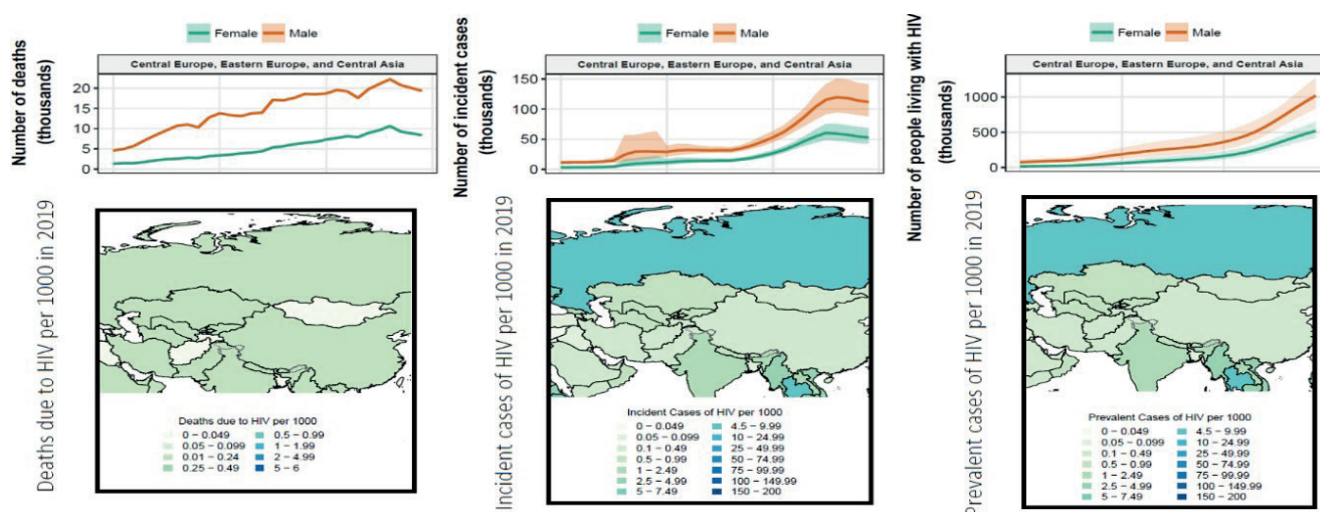 Number of deaths
(thousands)
Female Male
Central Europe, Eastern Europe, and Central Asia
20
15
10
5
0
Number of incident cases
(thousands)
Female Male
Central Europe, Eastern Europe, and Central Asia
150
100
50
0
Number of people living with HIV
(thousands)
Female Male
Central Europe, Eastern Europe, and Central Asia
1000
500
0
Deaths due to HIV per 1000 in 2019
Deaths due to HIV per 1000
0 – 0.049
0.05 – 0.099
0.01 – 0.24
0.25 – 0.49
0.5 – 0.99
1 – 1.99
2 – 4.99
5 – 6
Incident cases of HIV per 1000 in 2019
Incident Cases of HIV per 1000
0 – 0.049
0.05 – 0.099
0.1 – 0.49
0.5 – 0.99
1 – 2.49
2.5 – 4.99
5 – 7.49
4.5 – 9.99
10 – 24.99
25 – 49.99
50 – 74.99
75 – 99.99
100 – 149.99
150 – 200
Prevalent cases of HIV per 1000 in 2019
Prevalent Cases of HIV per 1000
0 – 0.049
0.05 – 0.099
0.1 – 0.49
0.5 – 0.99
1 – 2.49
2.5 – 4.99
5 – 7.49
4.5 – 9.99
10 – 24.99
25 – 49.99
50 – 74.99
75 – 99.99
100 – 149.99
150 – 200